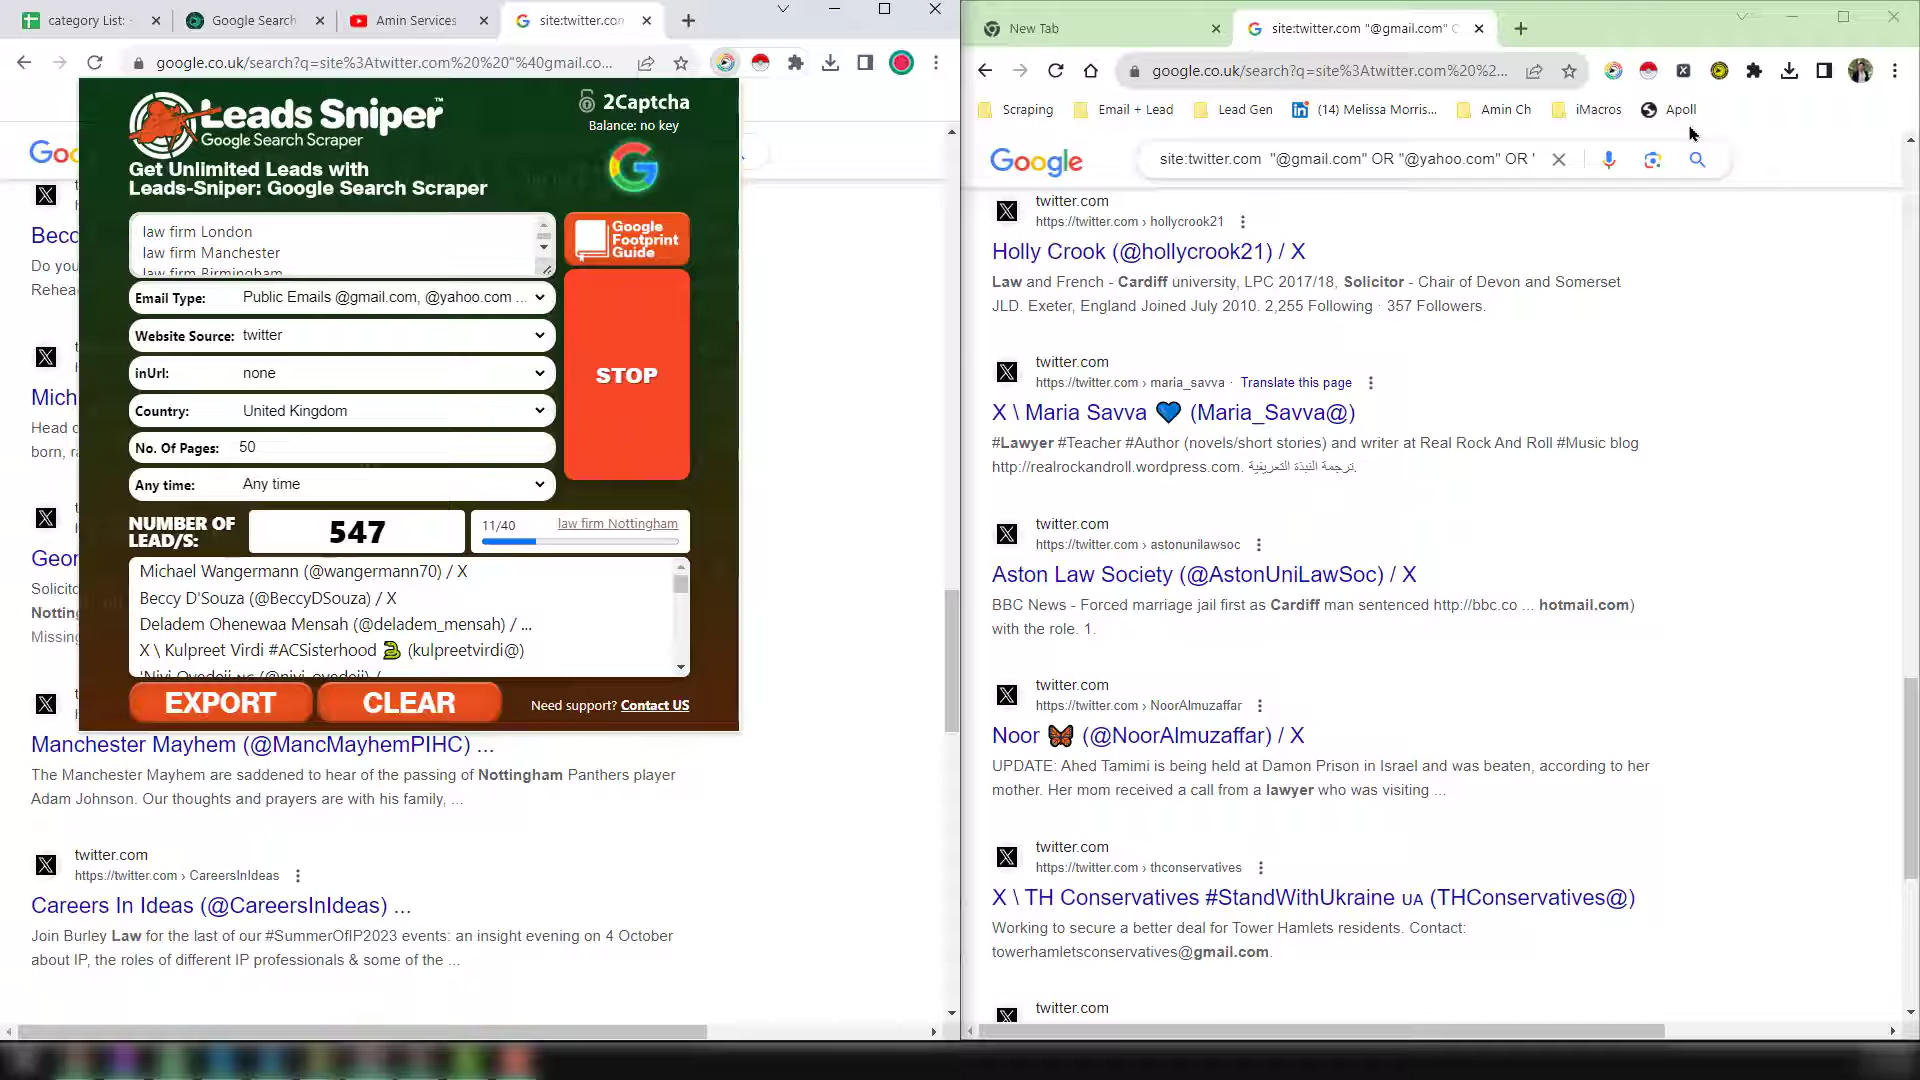 category List:
Google Search
Amin Services
site:twitter.com
google.co.uk/search?q=site%3Atwitter.com%20%20"%40gmail.co...
Leads Sniper™
Google Search Scraper
2Captcha
Balance: no key
Get Unlimited Leads with
Leads-Sniper: Google Search Scraper
law firm London
law firm Manchester
law firm Birmingham
Google
Footprint
Guide
Email Type: Public Emails @gmail.com, @yahoo.com ...
Website Source: twitter
inUrl: none
Country: United Kingdom
No. Of Pages: 50
Any time: Any time
STOP
NUMBER OF
LEAD/S:
547
11/40 law firm Nottingham
Michael Wangermann (@wangermann70) / X
Beccy D'Souza (@BeccyDSouza) / X
Deladem Ohenewaa Mensah (@deladem_mensah) / ...
X \ Kulpreet Virdi #ACSisterhood 🐍 (kulpreetvirdi@)
EXPORT
CLEAR
Need support? Contact US
Goo
Becc
Do you
Rehea
Mich
Head o
born, ra
Geor
Solicito
Notting
Missing
Manchester Mayhem (@MancMayhemPIHC) ...
The Manchester Mayhem are saddened to hear of the passing of Nottingham Panthers player
Adam Johnson. Our thoughts and prayers are with his family, ...
twitter.com
https://twitter.com › CareersInIdeas
Careers In Ideas (@CareersInIdeas) ...
Join Burley Law for the last of our #SummerOfIP2023 events: an insight evening on 4 October
about IP, the roles of different IP professionals & some of the ...
New Tab
site:twitter.com "@gmail.com" O
google.co.uk/search?q=site%3Atwitter.com%20%2...
Scraping
Email + Lead
Lead Gen
(14) Melissa Morris...
Amin Ch
iMacros
Apoll
Google
site:twitter.com "@gmail.com" OR "@yahoo.com" OR "
twitter.com
https://twitter.com › hollycrook21
Holly Crook (@hollycrook21) / X
Law and French - Cardiff university, LPC 2017/18, Solicitor - Chair of Devon and Somerset
JLD. Exeter, England Joined July 2010. 2,255 Following · 357 Followers.
twitter.com
https://twitter.com › maria_savva · Translate this page
X \ Maria Savva 💙 (Maria_Savva@)
#Lawyer #Teacher #Author (novels/short stories) and writer at Real Rock And Roll #Music blog
http://realrockandroll.wordpress.com. ترجمة النبذة التعريفية.
twitter.com
https://twitter.com › astonunilawsoc
Aston Law Society (@AstonUniLawSoc) / X
BBC News - Forced marriage jail first as Cardiff man sentenced http://bbc.co ... hotmail.com)
with the role. 1.
twitter.com
https://twitter.com › NoorAlmuzaffar
Noor 🦋 (@NoorAlmuzaffar) / X
UPDATE: Ahed Tamimi is being held at Damon Prison in Israel and was beaten, according to her
mother. Her mom received a call from a lawyer who was visiting ...
twitter.com
https://twitter.com › thconservatives
X \ TH Conservatives #StandWithUkraine UA (THConservatives@)
Working to secure a better deal for Tower Hamlets residents. Contact:
towerhamletsconservatives@gmail.com.
twitter.com